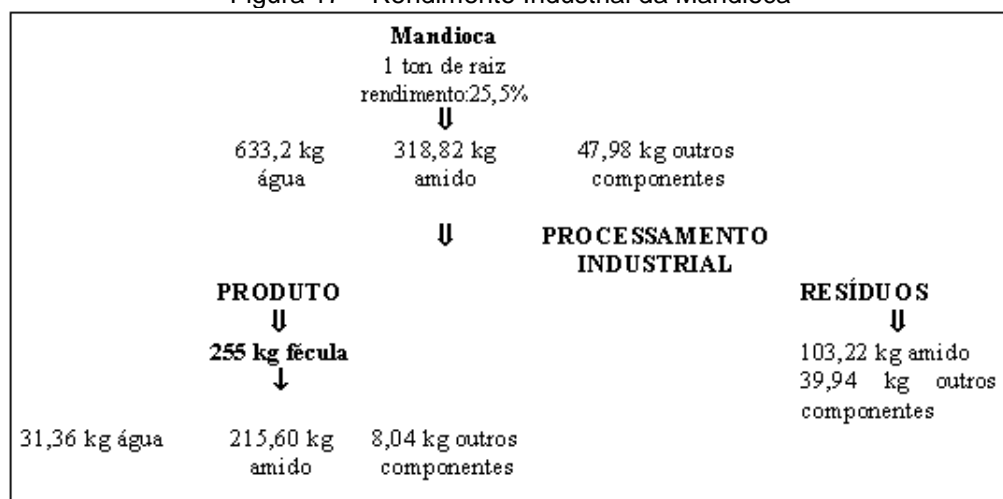 Figura 17 – Rendimento Industrial da Mandioca
Mandioca
1 ton de raiz
rendimento:25,5%
⇓
633,2 kg água
318,82 kg amido
47,98 kg outros componentes
⇓
PROCESSAMENTO
INDUSTRIAL
PRODUTO
⇓
255 kg fécula
↓
RESÍDUOS
⇓
103,22 kg amido
39,94 kg outros
componentes
31,36 kg água
215,60 kg amido
8,04 kg outros componentes